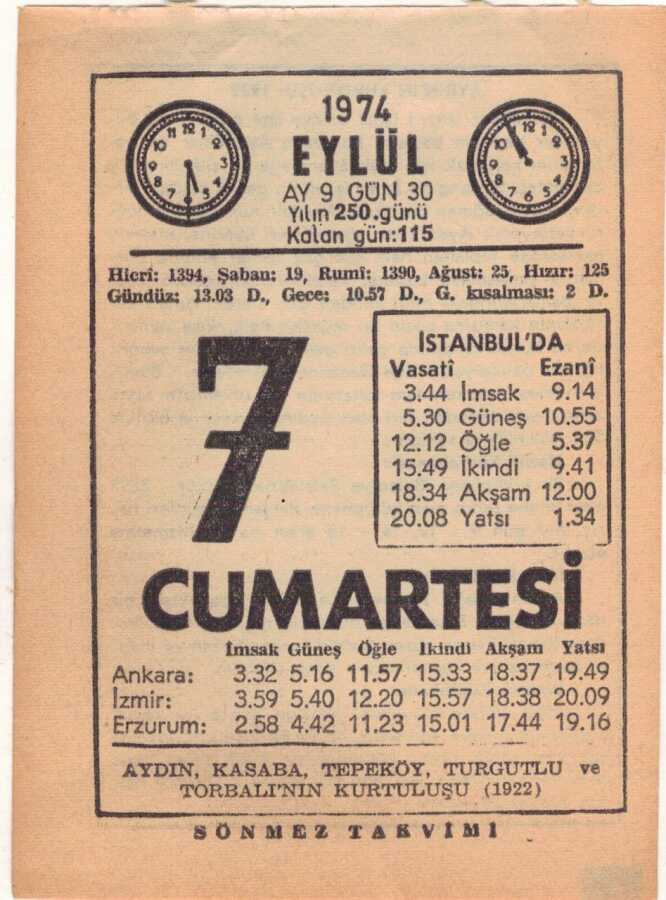 1974
EYLÜL
AY 9 GÜN 30
Yılın 250.günü
Kalan gün:115
Hicrî: 1394, Şaban: 19, Rumî: 1390, Ağust: 25, Hızır: 125
Gündüz: 13.03 D., Gece: 10.57 D., G. kısalması: 2 D.
7
İSTANBUL'DA
Vasatî Ezanî
3.44 İmsak 9.14
5.30 Güneş 10.55
12.12 Öğle 5.37
15.49 İkindi 9.41
18.34 Akşam 12.00
20.08 Yatsı 1.34
CUMARTESİ
İmsak Güneş Öğle İkindi Akşam Yatsı
Ankara: 3.32 5.16 11.57 15.33 18.37 19.49
İzmir: 3.59 5.40 12.20 15.57 18.38 20.09
Erzurum: 2.58 4.42 11.23 15.01 17.44 19.16
AYDIN, KASABA, TEPEKÖY, TURGUTLU ve
TORBALI'NIN KURTULUŞU (1922)
SÖNMEZ TAKVİMİ